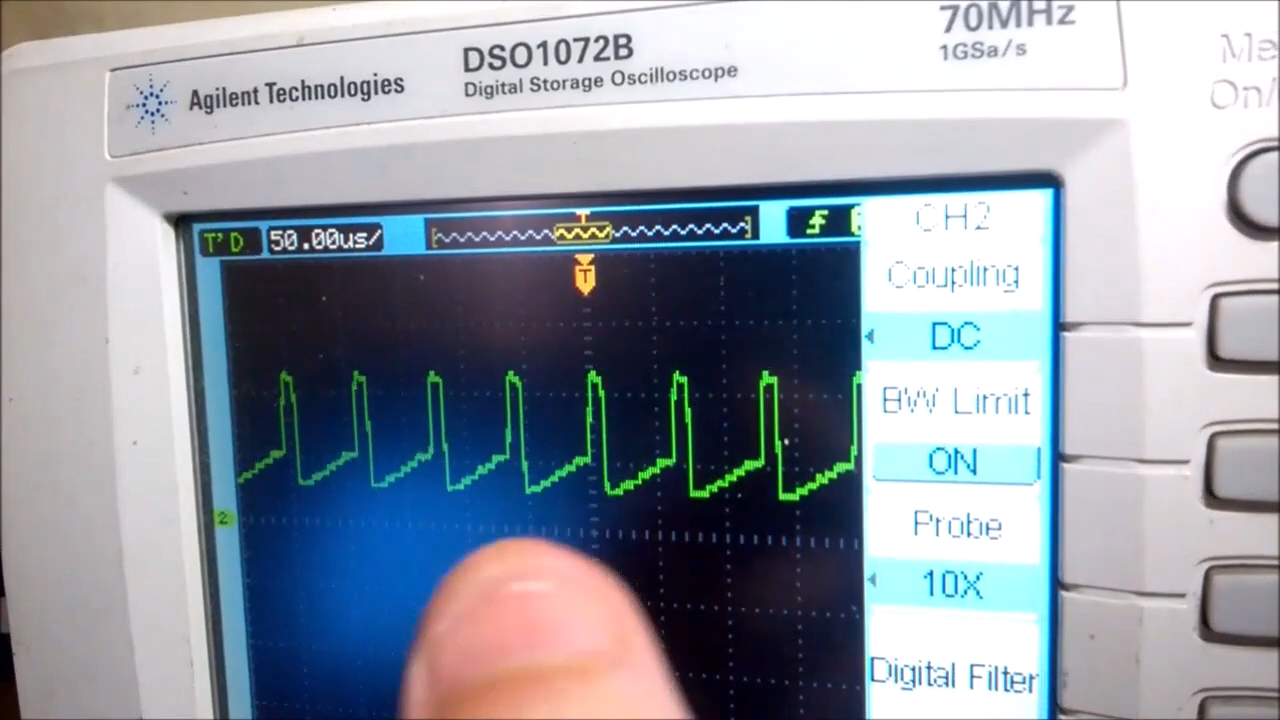 Agilent Technologies
DSO1072B
Digital Storage Oscilloscope
70MHz
1GSa/s
On/
T'D
50.00us/
T
T
CH2
Coupling
DC
BW Limit
ON
Probe
10X
Digital Filter
2